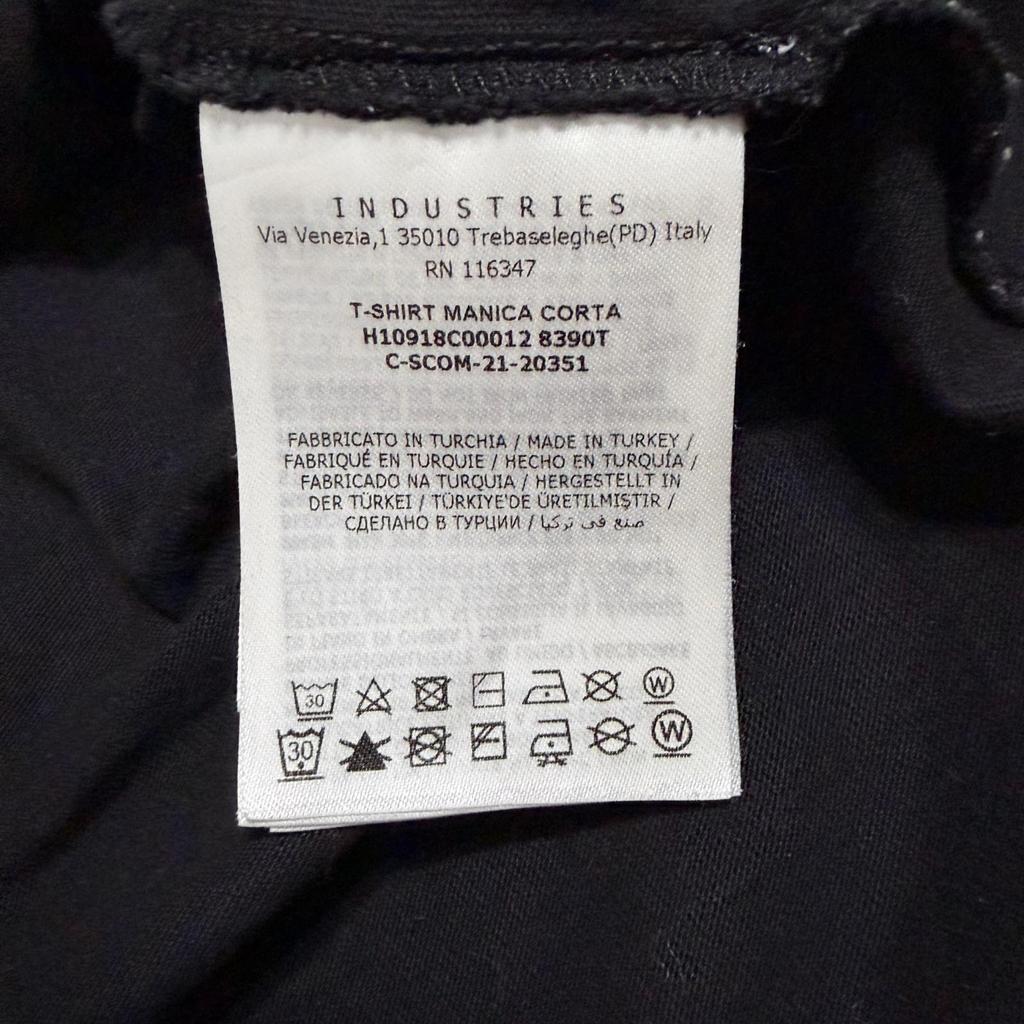 INDUSTRIES
Via Venezia,1 35010 Trebaseleghe(PD) Italy
RN 116347
T-SHIRT MANICA CORTA
H10918C00012 8390T
C-SCOM-21-20351
FABBRICATO IN TURCHIA / MADE IN TURKEY /
FABRIQUÉ EN TURQUIE / HECHO EN TURQUÍA /
FABRICADO NA TURQUIA / HERGESTELLT IN
DER TÜRKEI / TÜRKIYE'DE ÜRETILMIŞTIR /
СДЕЛАНО В ТУРЦИИ / صنع في تركيا
30 W
30 W